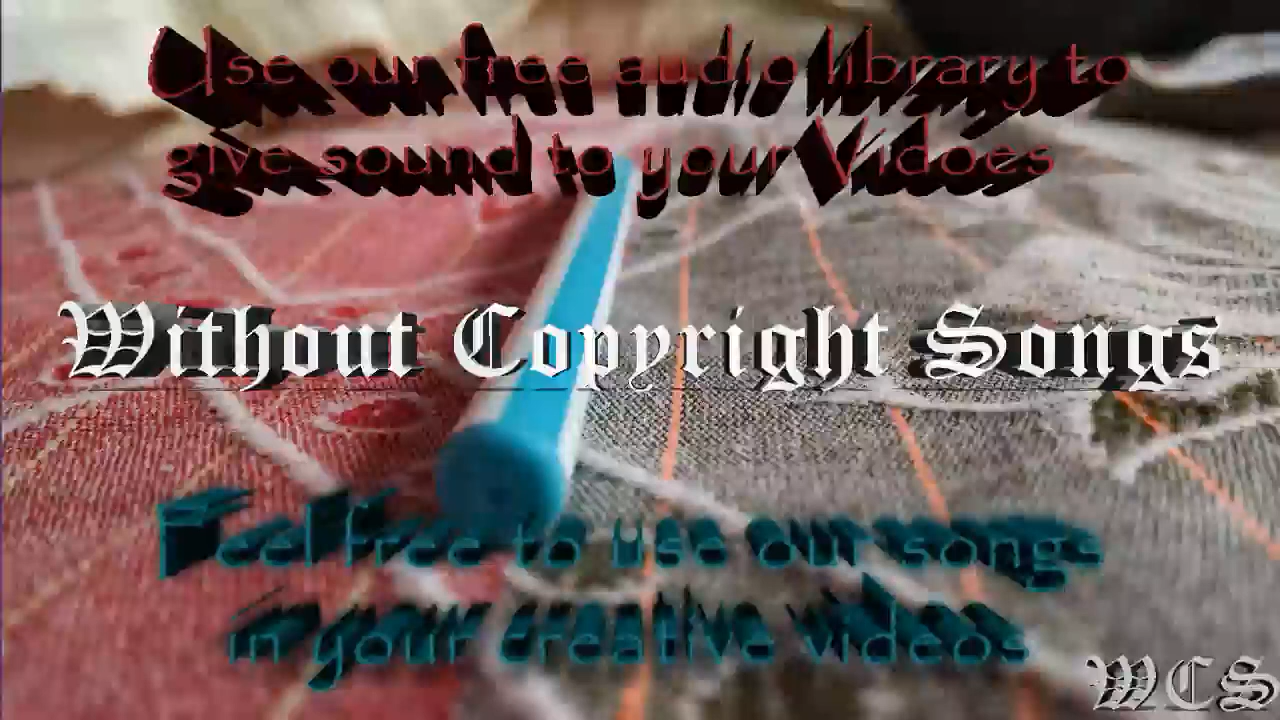 Use our free audio library to
give sound to your Vidoes
Without Copyright Songs
Feel free to use our songs
in your creative videos
WCS